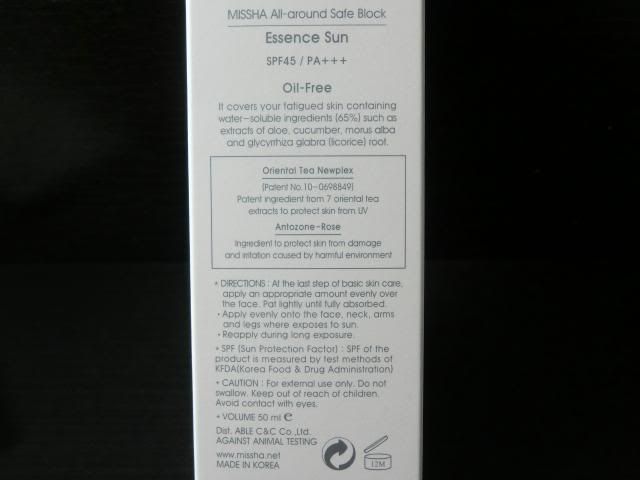 MISSHA All-around Safe Block
Essence Sun
SPF45 / PA+++
Oil-Free
It covers your fatigued skin containing
water-soluble ingredients (65%) such as
extracts of aloe, cucumber, morus alba
and glycyrrhiza glabra (licorice) root.
Oriental Tea Newplex
(Patent No.10-0698849)
Patent ingredient from 7 oriental tea
extracts to protect skin from UV
Antozone-Rose
Ingredient to protect skin from damage
and irritation caused by harmful environment
* DIRECTIONS : At the last step of basic skin care,
apply an appropriate amount evenly over
the face. Pat lightly until fully absorbed.
• Apply evenly onto the face, neck, arms
and legs where exposes to sun.
• Reapply during long exposure.
* SPF (Sun Protection Factor) : SPF of the
product is measured by test methods of
KFDA(Korea Food & Drug Administration)
* CAUTION : For external use only. Do not
swallow. Keep out of reach of children.
Avoid contact with eyes.
* VOLUME 50 ml ℮
Dist. ABLE C&C Co.,Ltd.
AGAINST ANIMAL TESTING
www.missha.net
MADE IN KOREA
12M